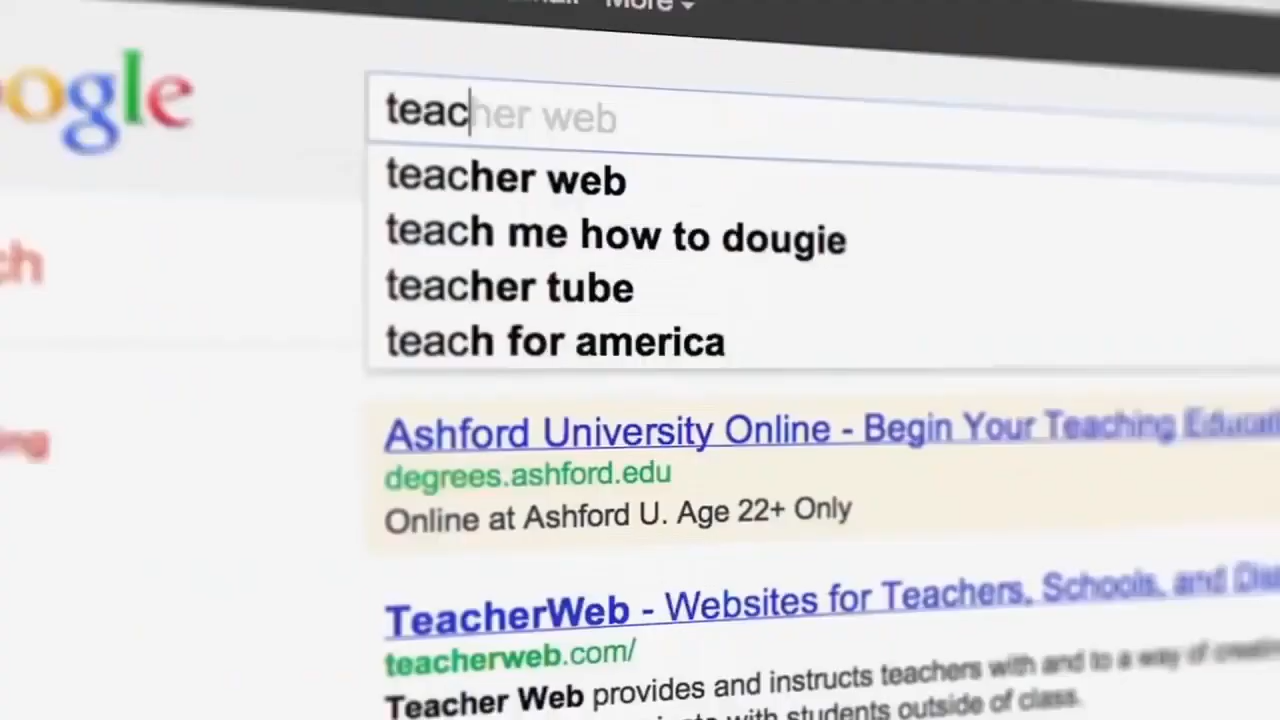 More
ogle
teacher web
teacher web
teach me how to dougie
teacher tube
teach for america
Ashford University Online - Begin Your Teaching
degrees.ashford.edu
Online at Ashford U. Age 22+ Only
TeacherWeb - Websites for Teachers, Schools, and
teacherweb.com/
Teacher Web provides and instructs teachers with and to a way of
with students outside of class.